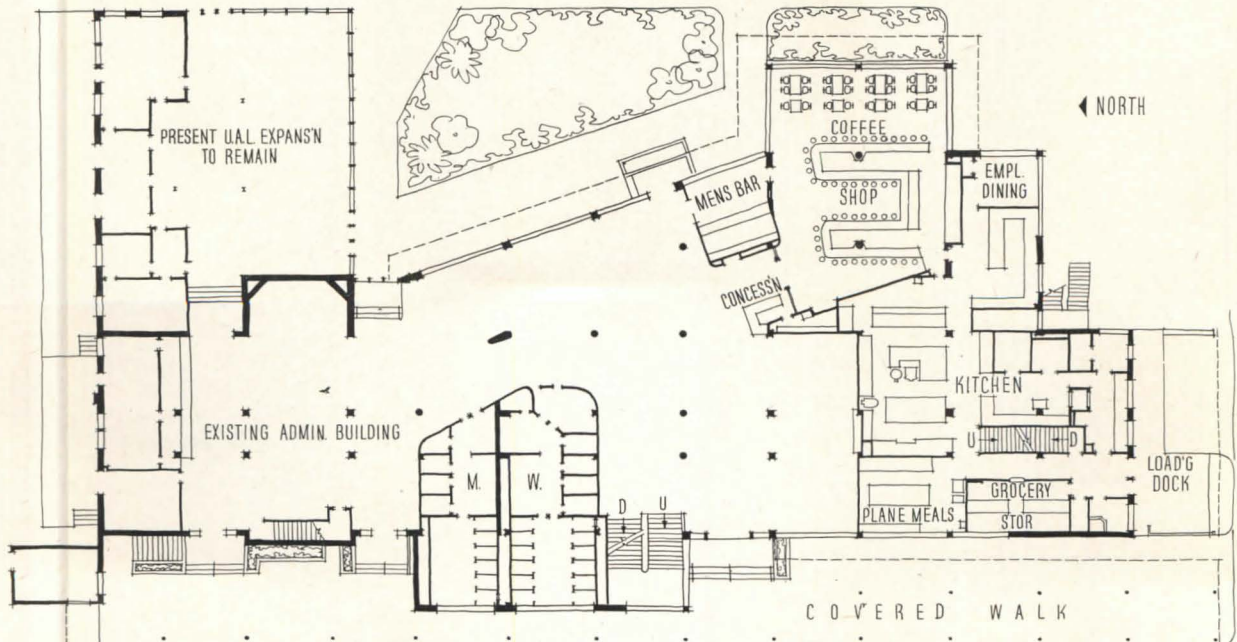 PRESENT U.A.L. EXPANS'N
TO REMAIN
COFFEE
SHOP
◄ NORTH
EMPL.
DINING
MENS BAR
CONCESS'N
KITCHEN
EXISTING ADMIN. BUILDING
U
D
M.
W.
D
U
PLANE MEALS
GROCERY
STOR
LOAD'G
DOCK
COVERED WALK